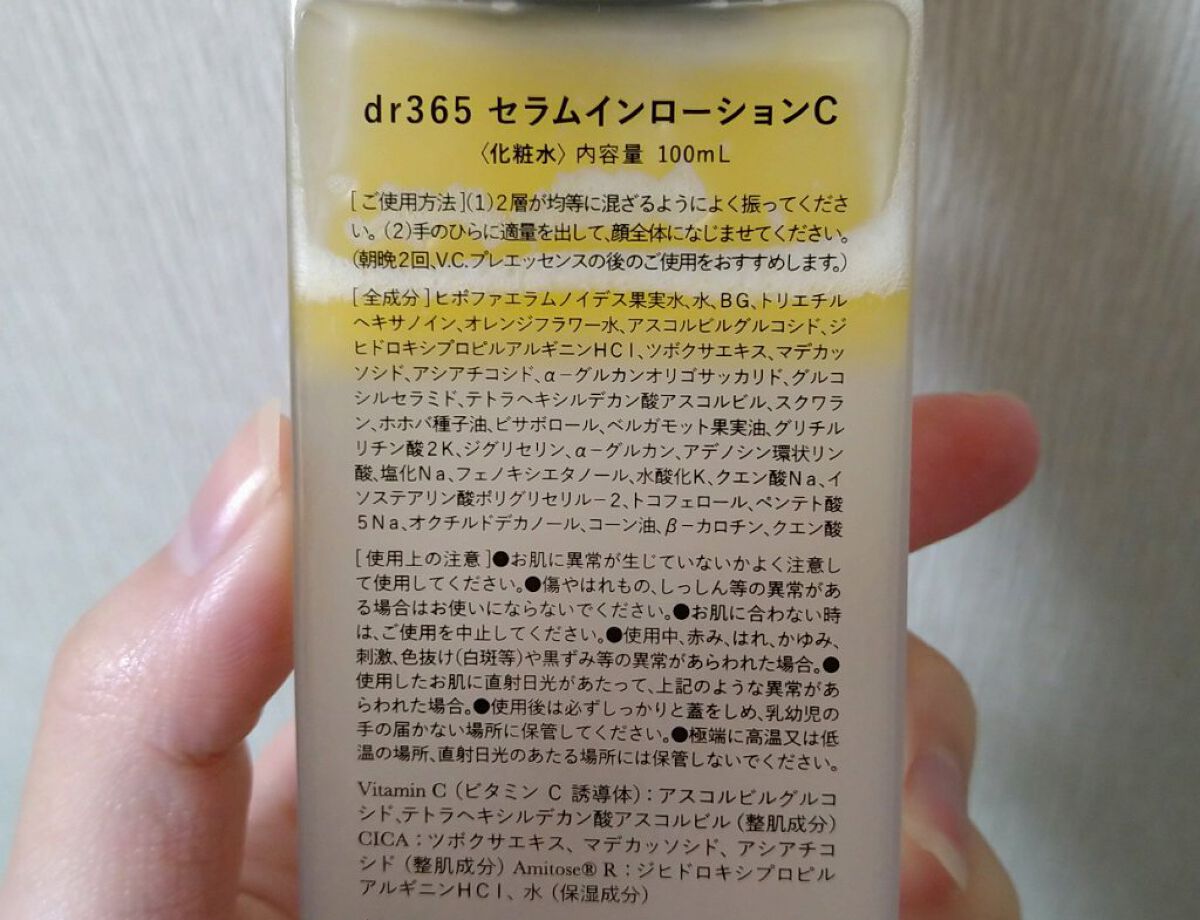 dr365 セラムインローションC
〈化粧水〉内容量 100mL
[ご使用方法](1)2層が均等に混ざるようによく振ってくださ
い。(2)手のひらに適量を出して、顔全体になじませてください。
(朝晩2回、V.C.プレエッセンスの後のご使用をおすすめします。)
[全成分]ヒポファエラムノイデス果実水、水、BG、トリエチル
ヘキサノイン、オレンジフラワー水、アスコルビルグルコシド、ジ
ヒドロキシプロピルアルギニンHCl、ツボクサエキス、マデカッ
ソシド、アシアチコシド、α－グルカンオリゴサッカリド、グルコ
シルセラミド、テトラヘキシルデカン酸アスコルビル、スクワラ
ン、ホホバ種子油、ビサボロール、ベルガモット果実油、グリチル
リチン酸2K、ジグリセリン、α－グルカン、アデノシン環状リン
酸、塩化Na、フェノキシエタノール、水酸化K、クエン酸Na、イ
ソステアリン酸ポリグリセリル－2、トコフェロール、ペンテト酸
5Na、オクチルドデカノール、コーン油、β－カロチン、クエン酸
[使用上の注意]●お肌に異常が生じていないかよく注意し
て使用してください。●傷やはれもの、しっしん等の異常があ
る場合はお使いにならないでください。●お肌に合わない時
は、ご使用を中止してください。●使用中、赤み、はれ、かゆみ、
刺激、色抜け(白斑等)や黒ずみ等の異常があらわれた場合。●
使用したお肌に直射日光があたって、上記のような異常があ
らわれた場合。●使用後は必ずしっかりと蓋をしめ、乳幼児の
手の届かない場所に保管してください。●極端に高温又は低
温の場所、直射日光のあたる場所には保管しないでください。
Vitamin C (ビタミン C 誘導体)：アスコルビルグルコ
シド、テトラヘキシルデカン酸アスコルビル (整肌成分)
CICA：ツボクサエキス、マデカッソシド、アシアチコ
シド (整肌成分) Amitose® R：ジヒドロキシプロピル
アルギニンHCl、水 (保湿成分)